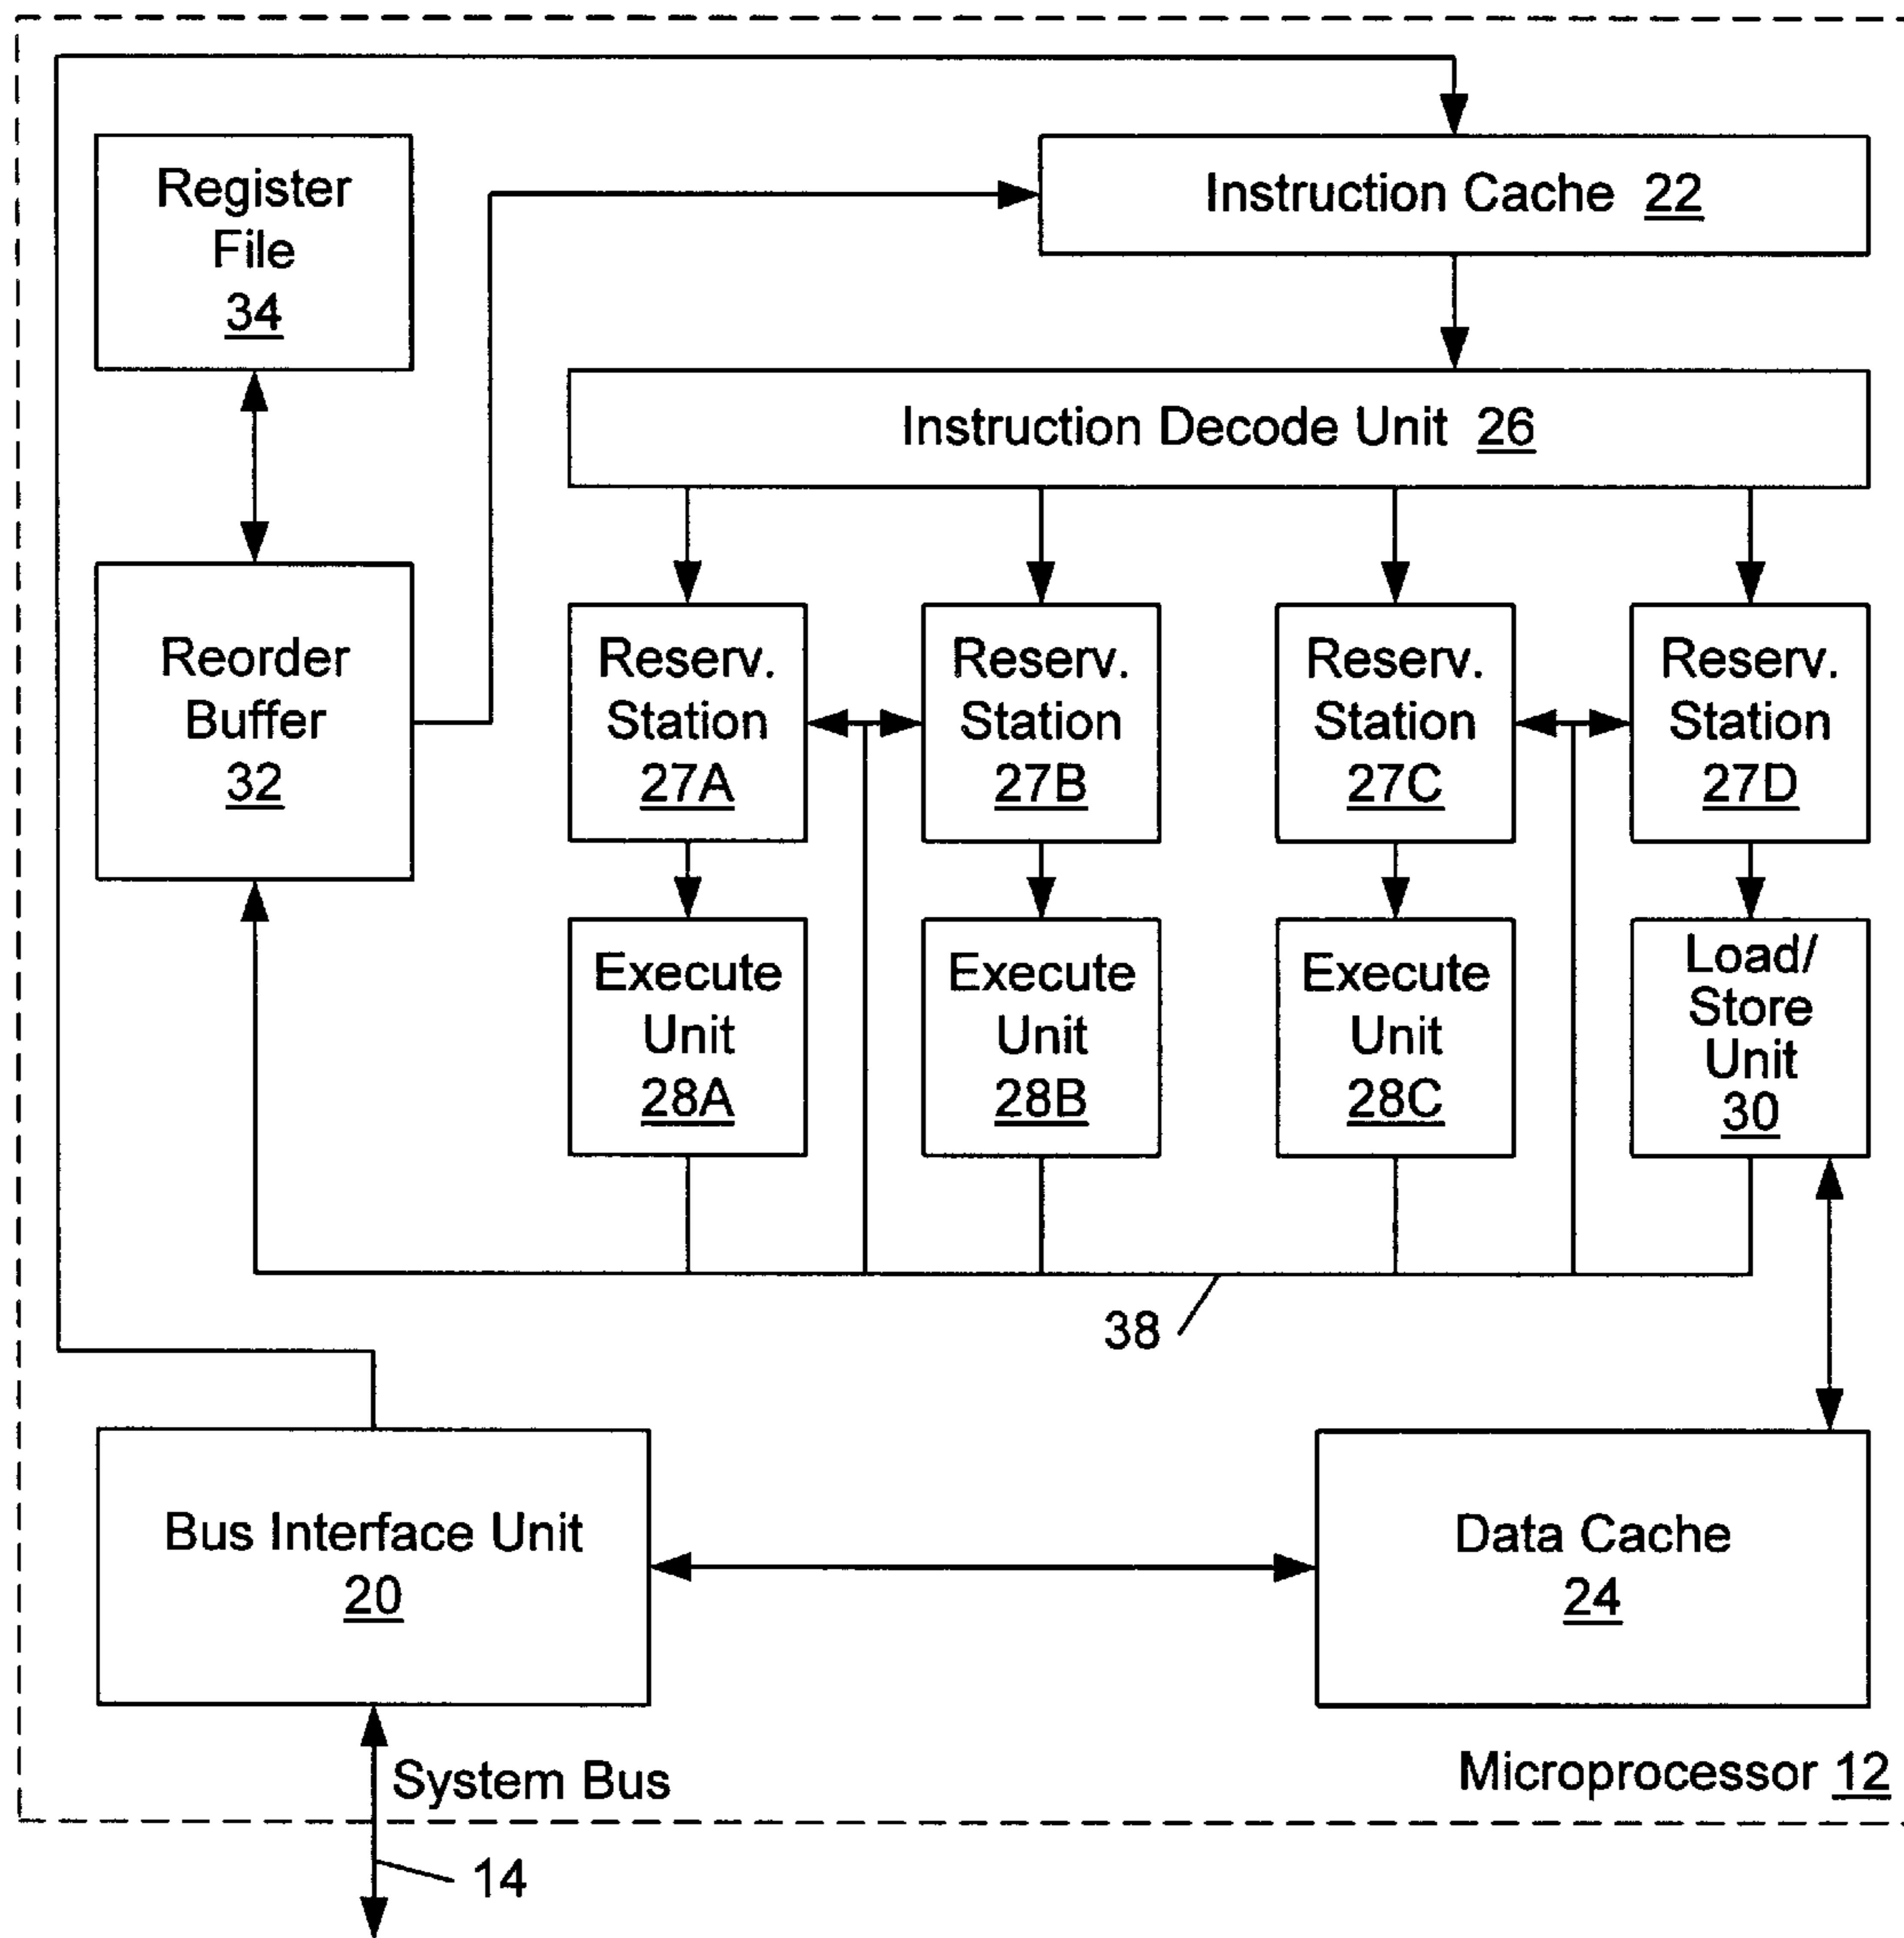 Register
File
34
Instruction Cache 22
Instruction Decode Unit 26
Reorder
Buffer
32
Reserv.
Station
27A
Reserv.
Station
27B
Reserv.
Station
27C
Reserv.
Station
27D
Execute
Unit
28A
Execute
Unit
28B
Execute
Unit
28C
Load/
Store
Unit
30
38
Bus Interface Unit
20
Data Cache
24
System Bus
Microprocessor 12
14